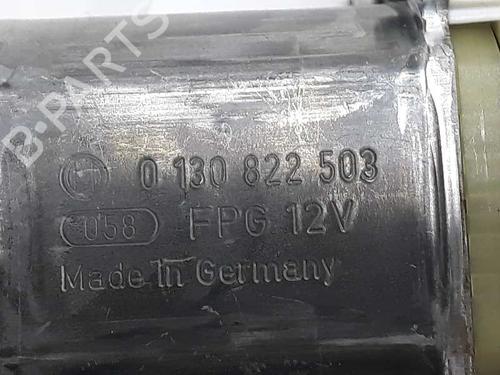 B-PARTS
0 130 822 503
058 FPG 12V
Made in Germany